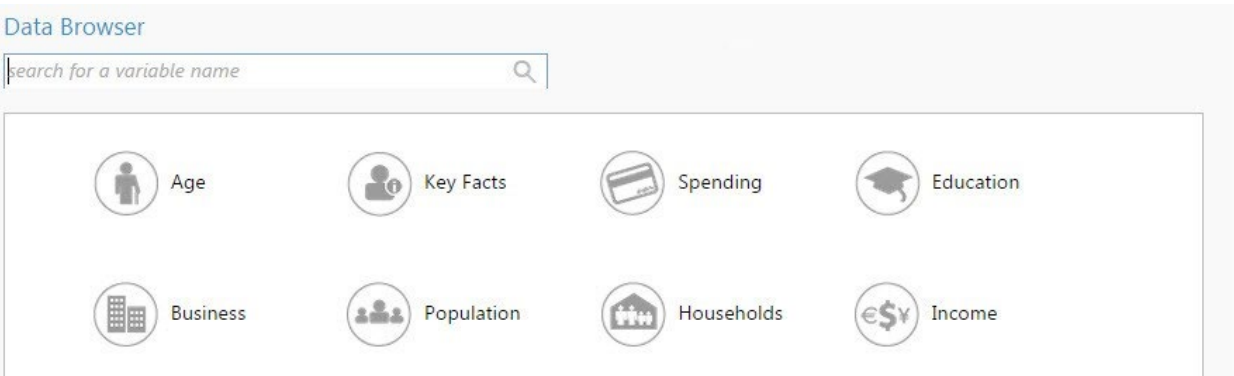 Data Browser
search for a variable name
Age Key Facts Spending Education
Business Population Households Income
€$¥